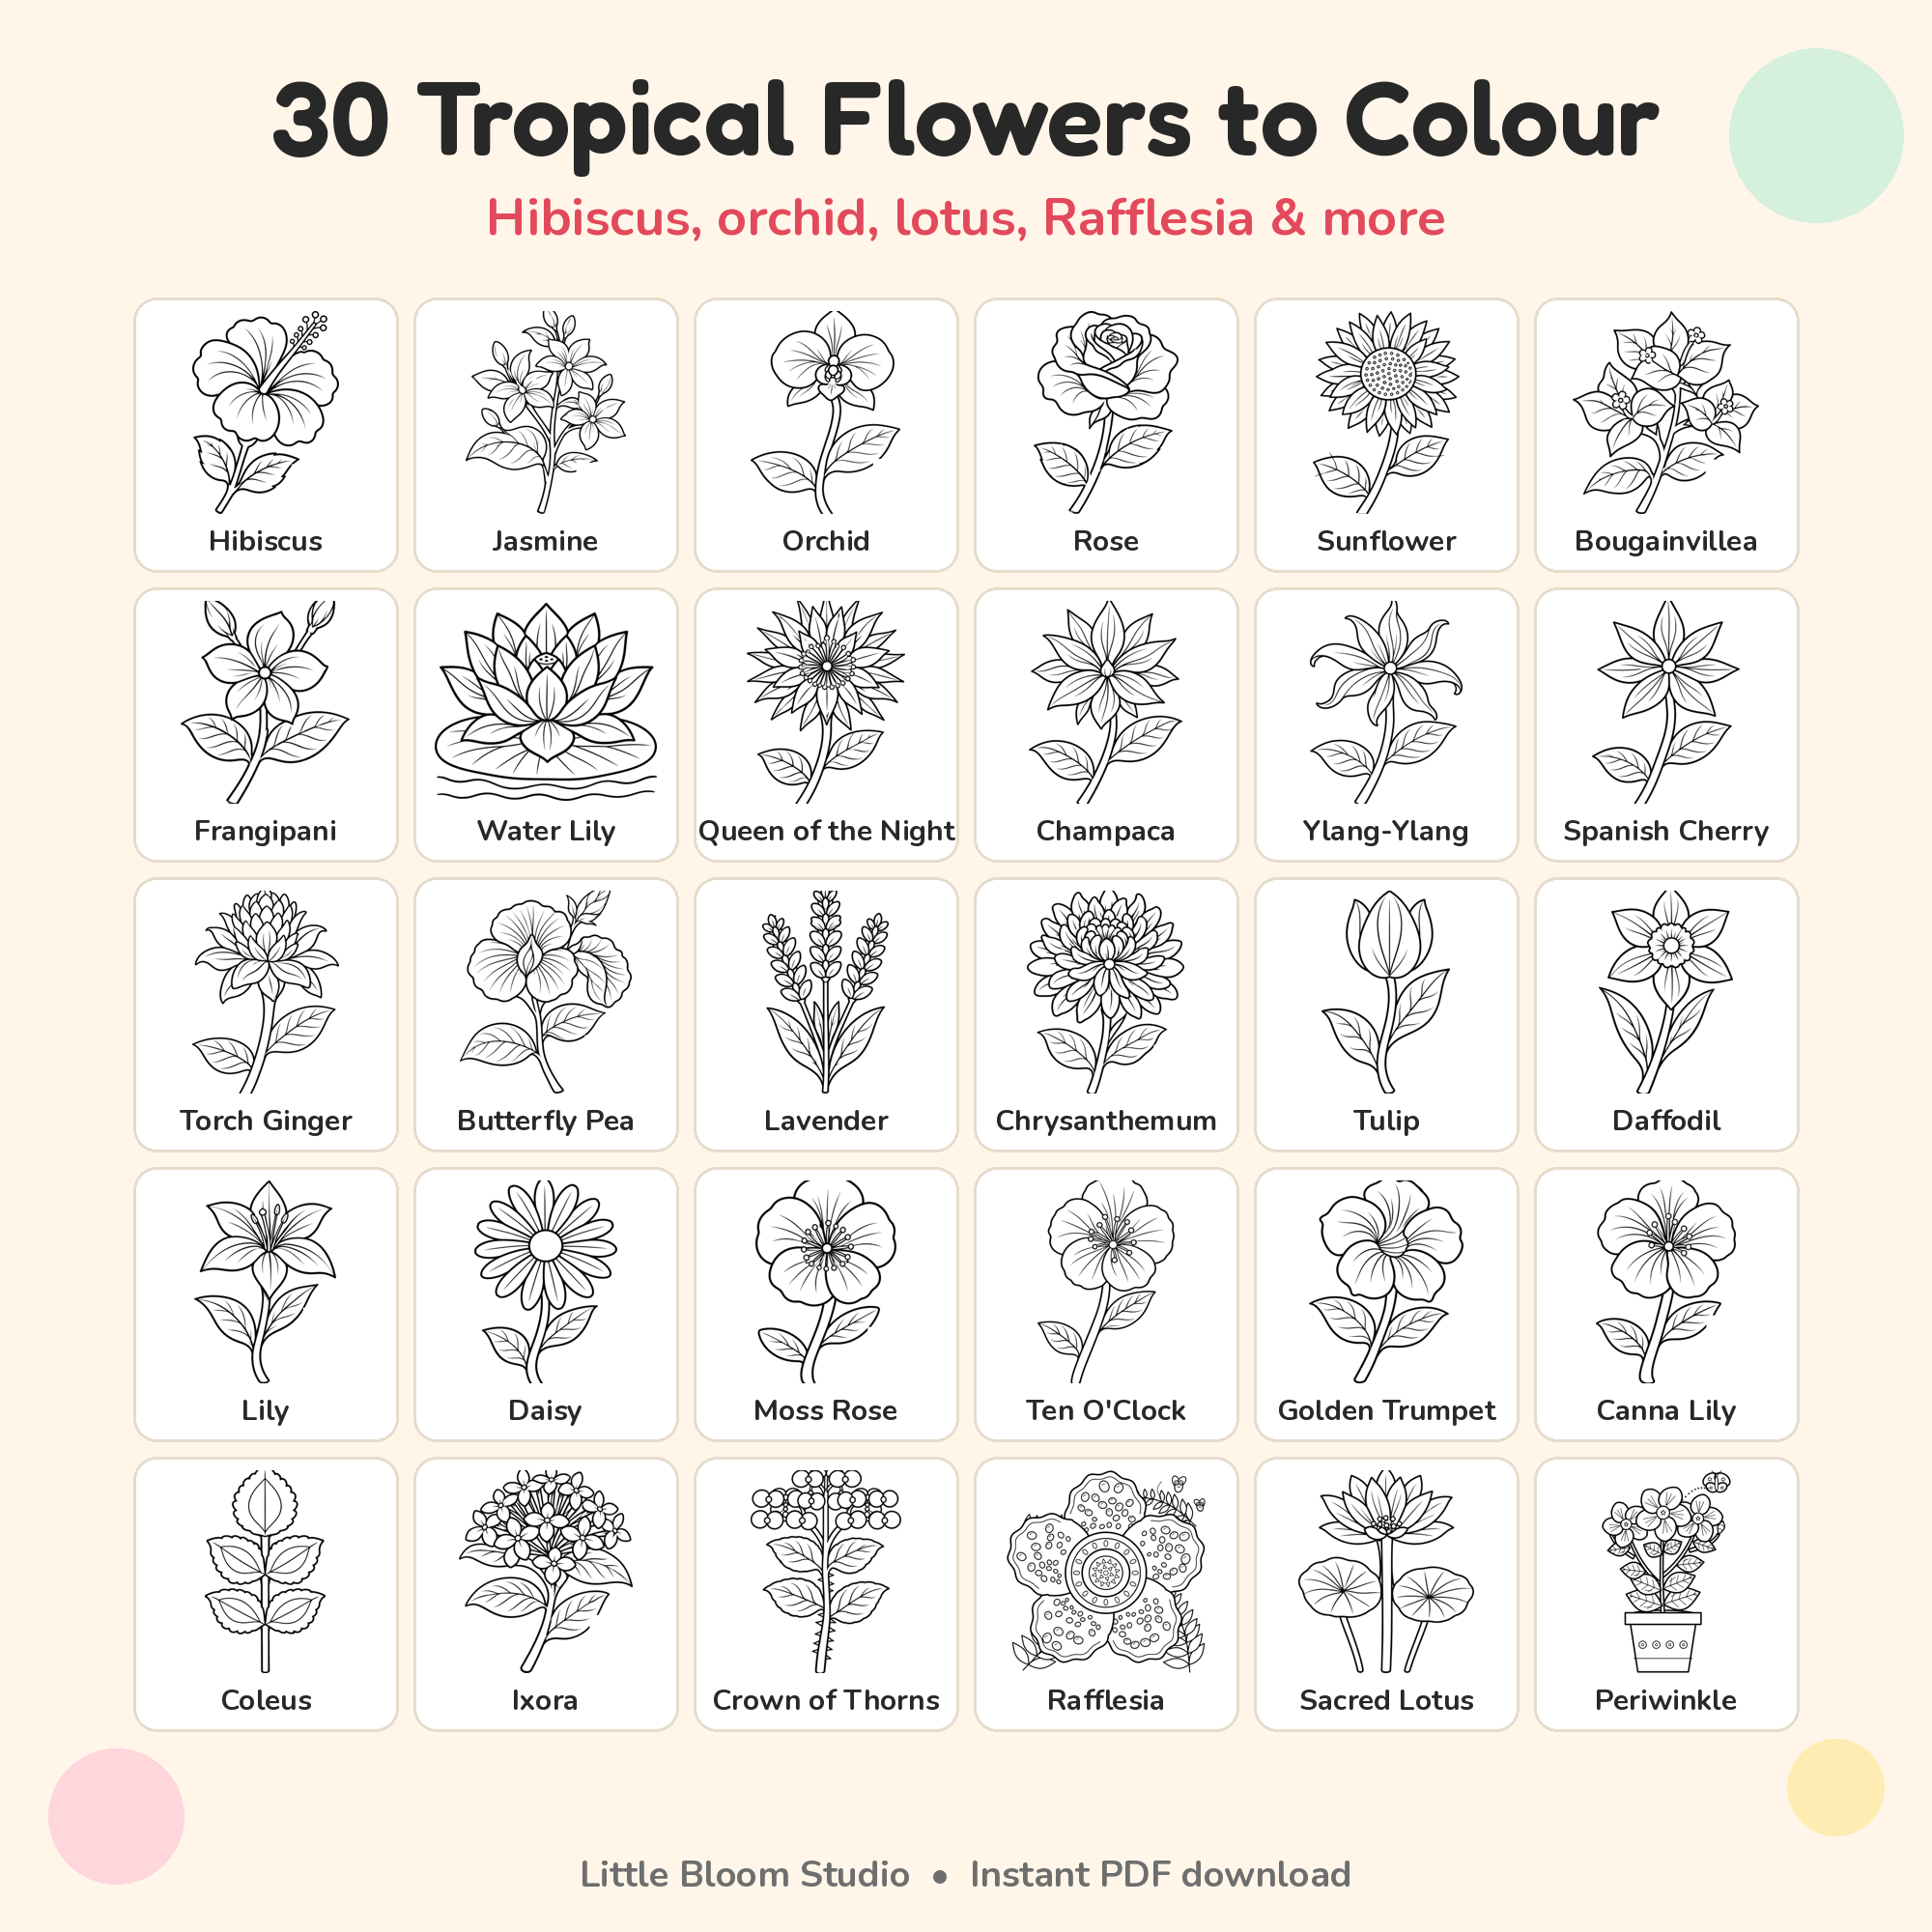 30 Tropical Flowers to Colour
Hibiscus, orchid, lotus, Rafflesia & more
Hibiscus
Jasmine
Orchid
Rose
Sunflower
Bougainvillea
Frangipani
Water Lily
Queen of the Night
Champaca
Ylang-Ylang
Spanish Cherry
Torch Ginger
Butterfly Pea
Lavender
Chrysanthemum
Tulip
Daffodil
Lily
Daisy
Moss Rose
Ten O'Clock
Golden Trumpet
Canna Lily
Coleus
Ixora
Crown of Thorns
Rafflesia
Sacred Lotus
Periwinkle
Little Bloom Studio • Instant PDF download